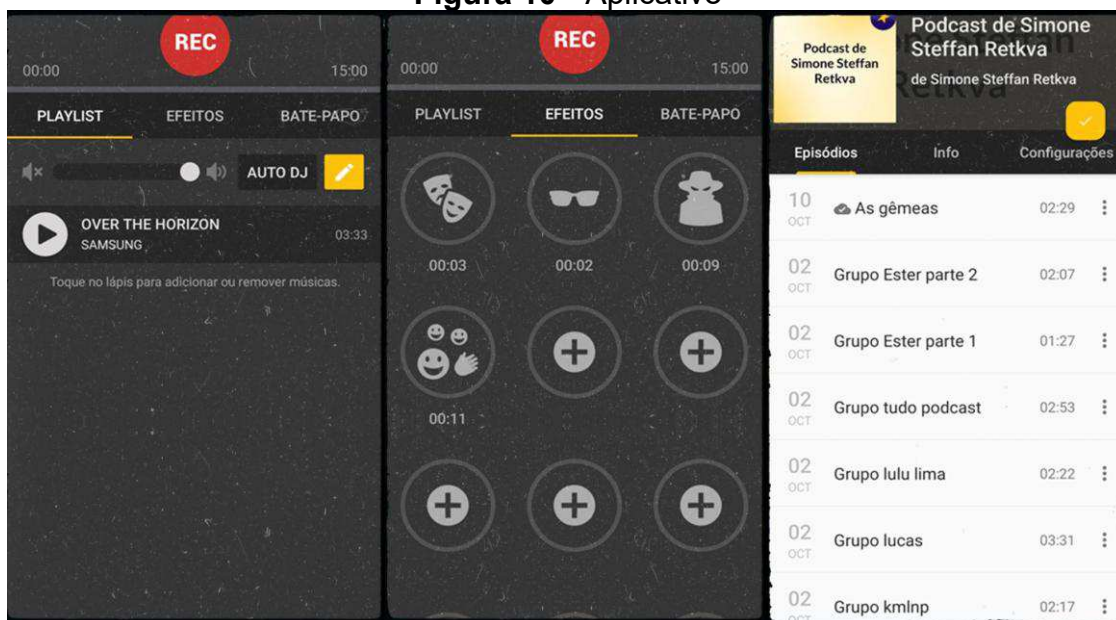 REC
00:00
15:00
PLAYLIST
EFEITOS
BATE-PAPO
AUTO DJ
OVER THE HORIZON
SAMSUNG
03:33
Toque no lápis para adicionar ou remover músicas.
REC
00:00
15:00
PLAYLIST
EFEITOS
BATE-PAPO
00:03
00:02
00:09
00:11
Podcast de
Simone Steffan
Retkva
Podcast de Simone
Steffan Retkva
de Simone Steffan Retkva
Episódios
Info
Configurações
10 As gêmeas 02:29
OCT
02 Grupo Ester parte 2 02:07
OCT
02 Grupo Ester parte 1 01:27
OCT
02 Grupo tudo podcast 02:53
OCT
02 Grupo lulu lima 02:22
OCT
02 Grupo lucas 03:31
OCT
02 Grupo kmlnp 02:17